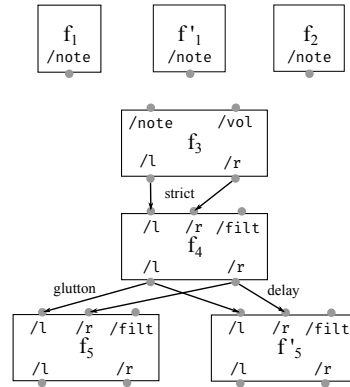 f1 f'1 f2
/note /note /note
/note /vol
f3
/l /r
strict
/l /r /filt
f4
/l /r
glutton delay
/l /r /filt /l /r /filt
f5 f'5
/l /r /l /r